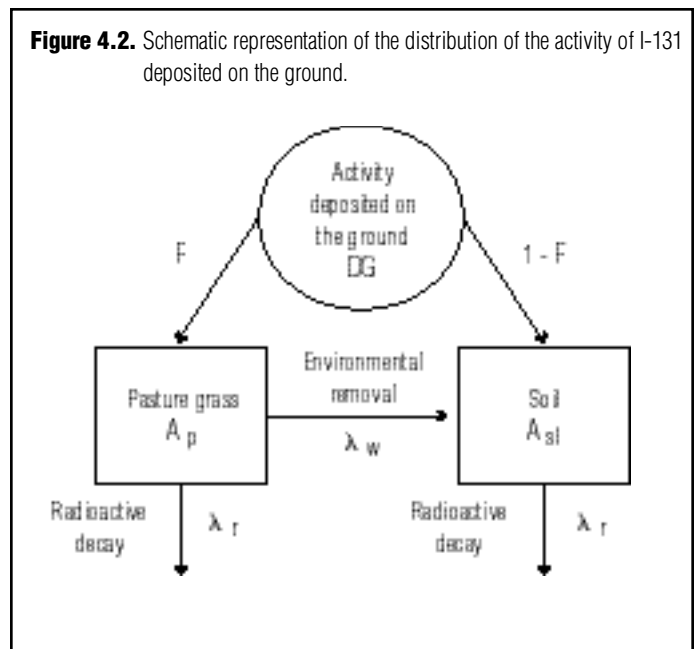 Figure 4.2. Schematic representation of the distribution of the activity of I-131
deposited on the ground.
Activity
deposited on
the ground
DG
F
1 - F
Environmental
removal
Pasture grass
A p
λ w
Soil
A sl
Radioactive
decay
λ r
Radioactive
decay
λ r